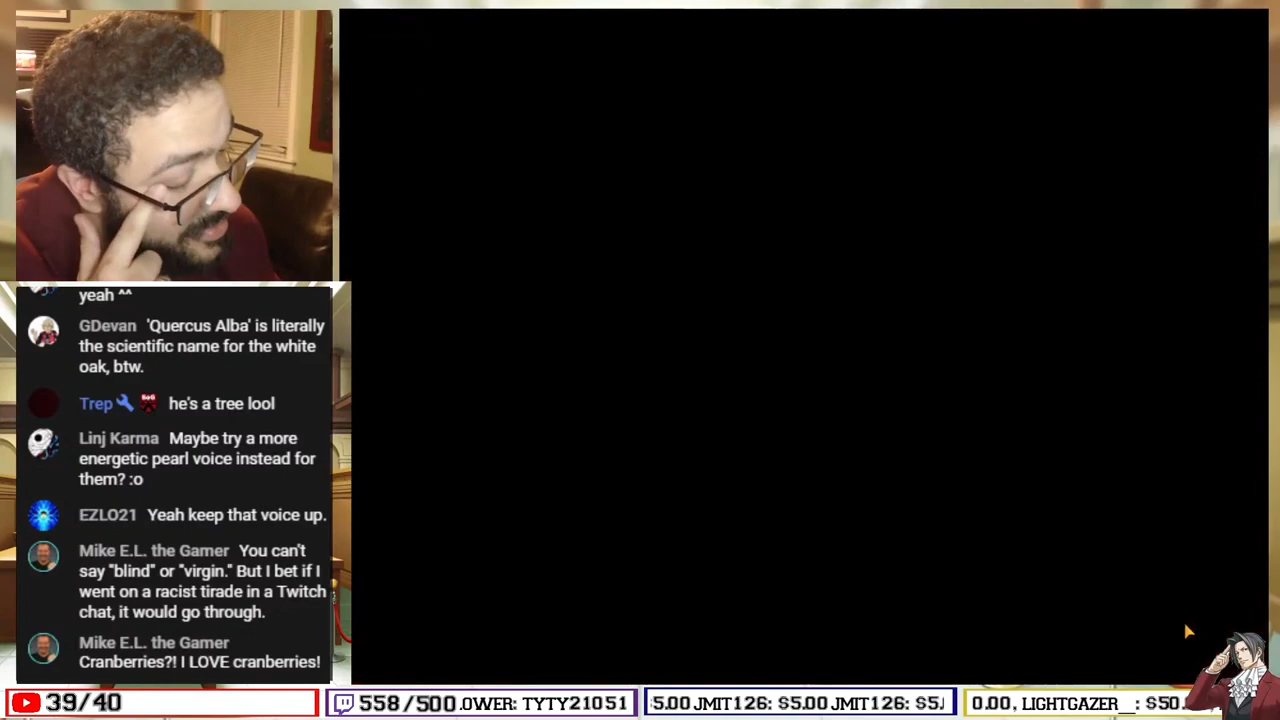 yeah ^^
GDevan 'Quercus Alba' is literally
the scientific name for the white
oak, btw.
Trep he's a tree lool
Linj Karma Maybe try a more
energetic pearl voice instead for
them? :o
EZLO21 Yeah keep that voice up.
Mike E.L. the Gamer You can't
say "blind" or "virgin." But I bet if I
went on a racist tirade in a Twitch
chat, it would go through.
Mike E.L. the Gamer
Cranberries?! I LOVE cranberries!
39/40
558/500 .OWER: TYTY21051
5.00 JMIT126: $5.00 JMIT126: $5.
0.00, LIGHTGAZER__: $50.